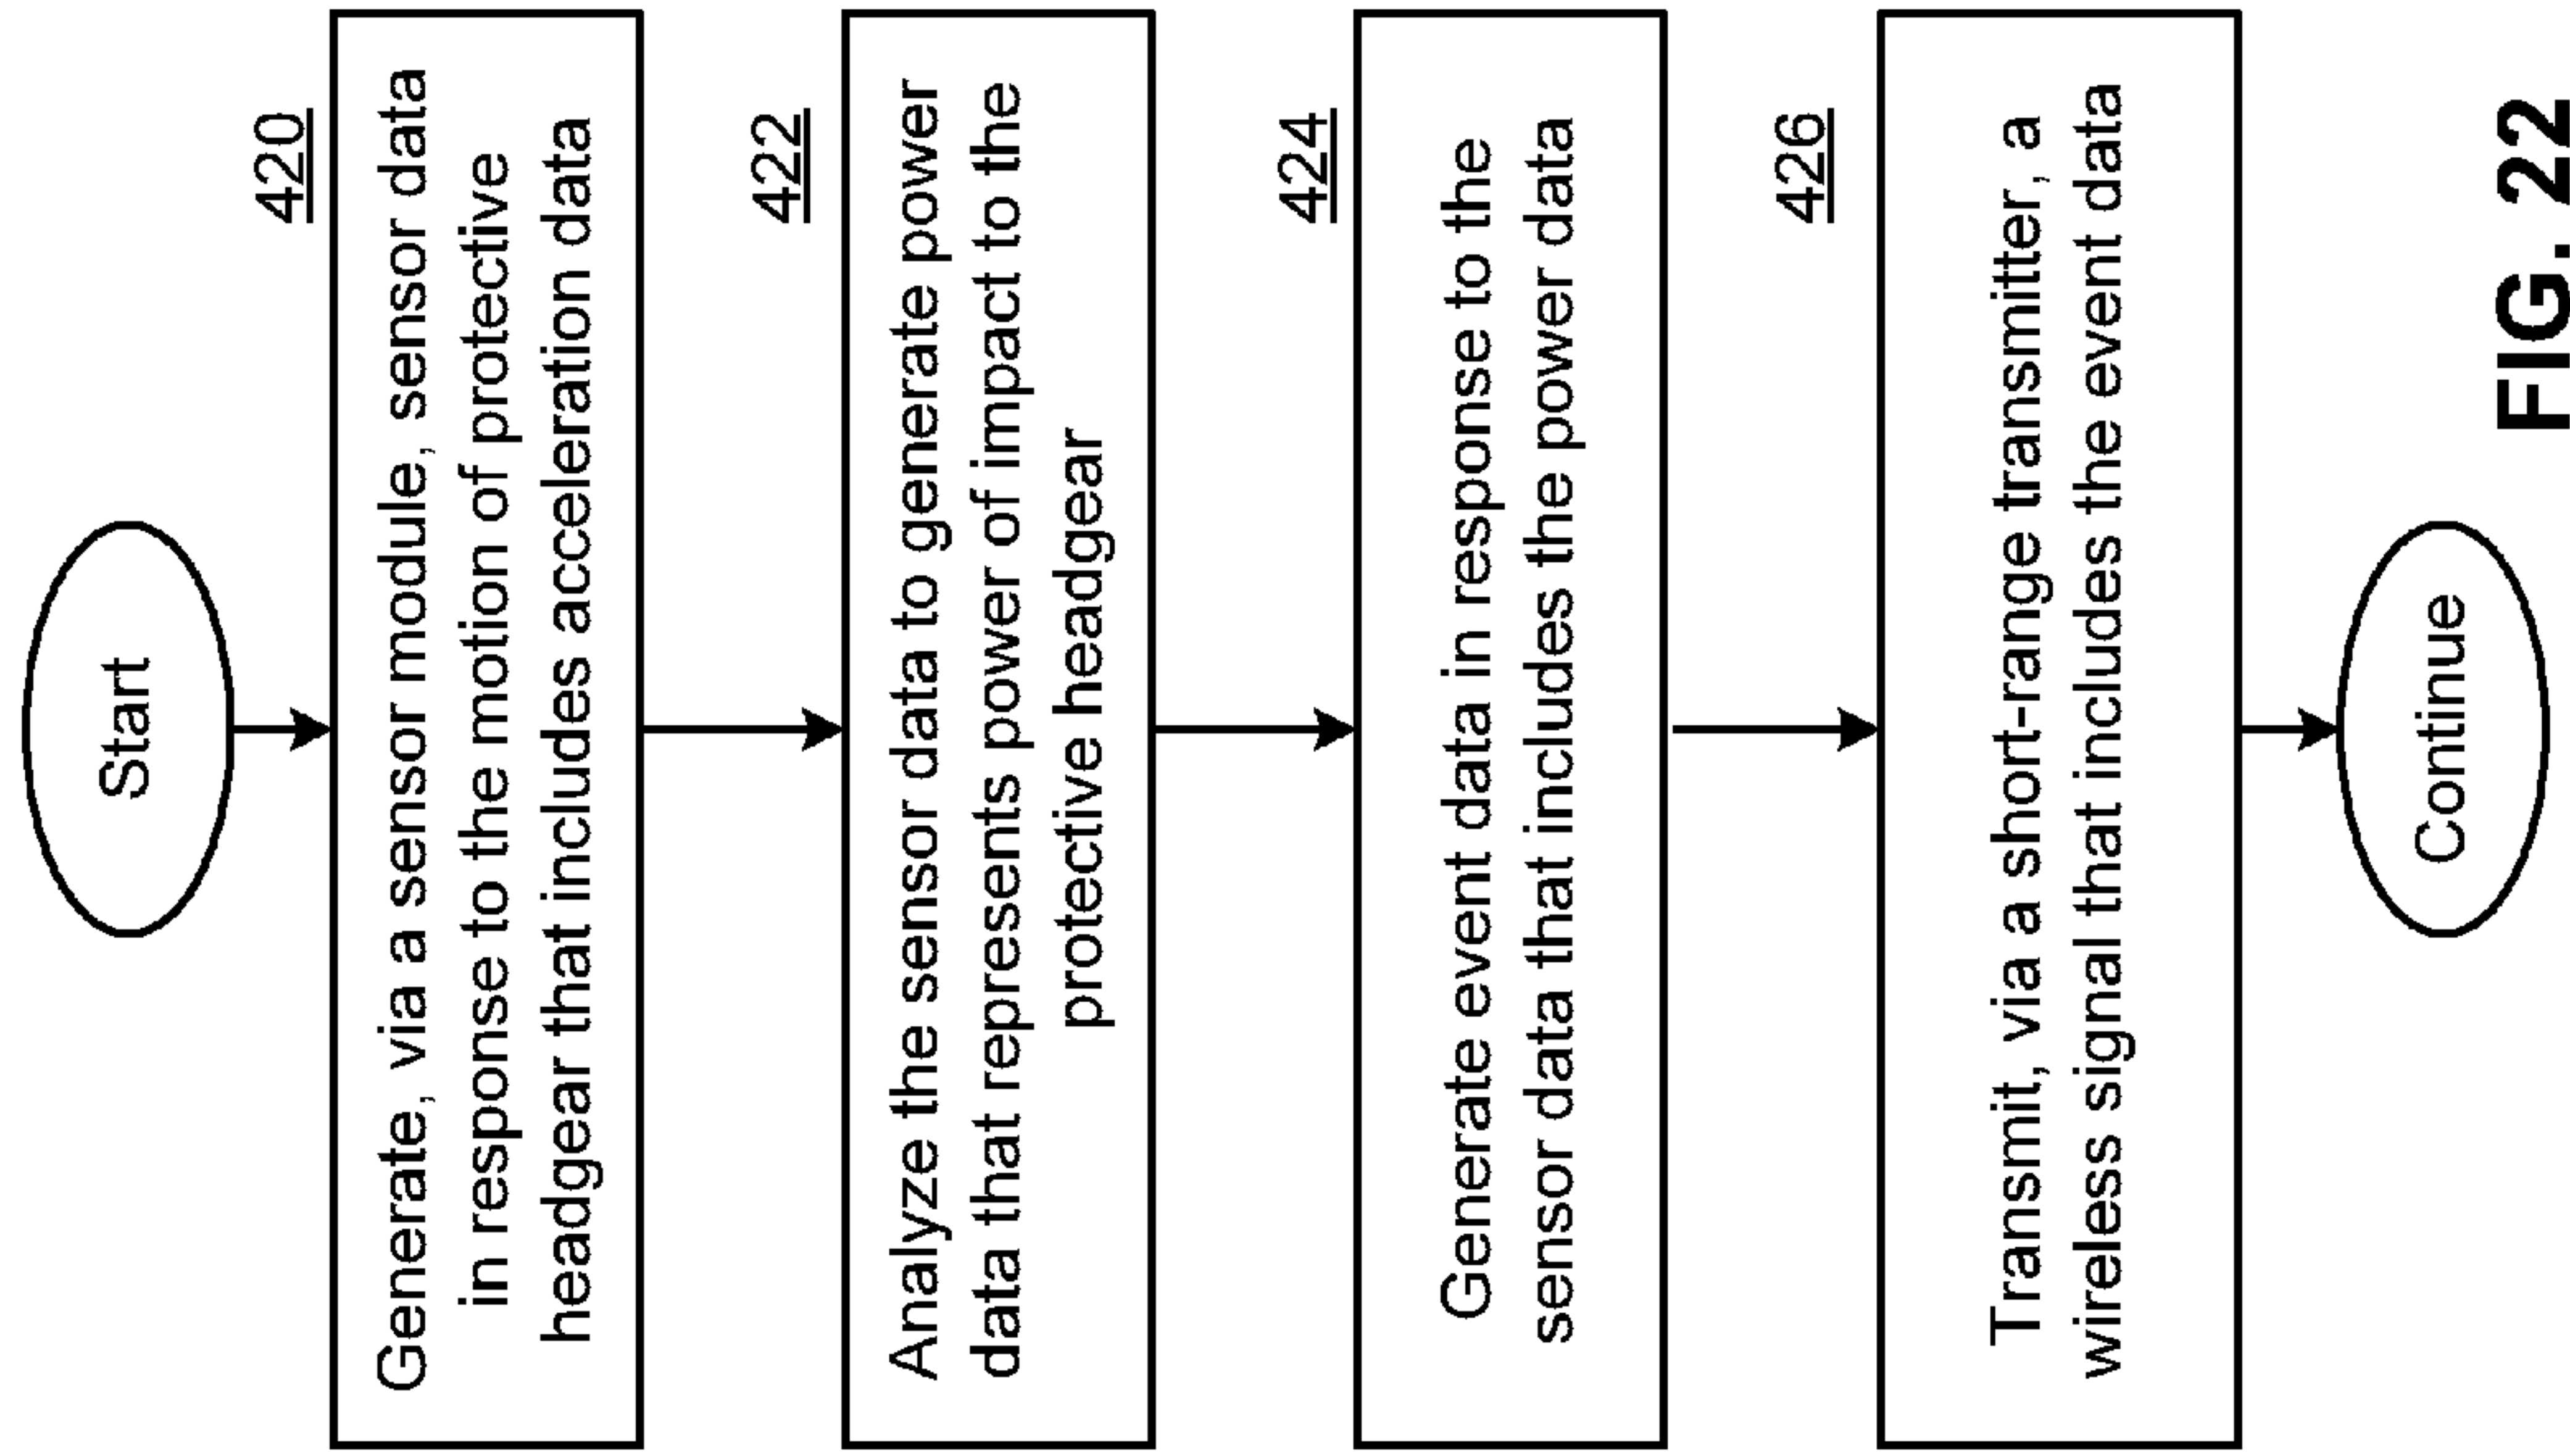 Start
420
Generate, via a sensor module, sensor data
in response to the motion of protective
headgear that includes acceleration data
422
Analyze the sensor data to generate power
data that represents power of impact to the
protective headgear
424
Generate event data in response to the
sensor data that includes the power data
426
Transmit, via a short-range transmitter, a
wireless signal that includes the event data
Continue
FIG. 22